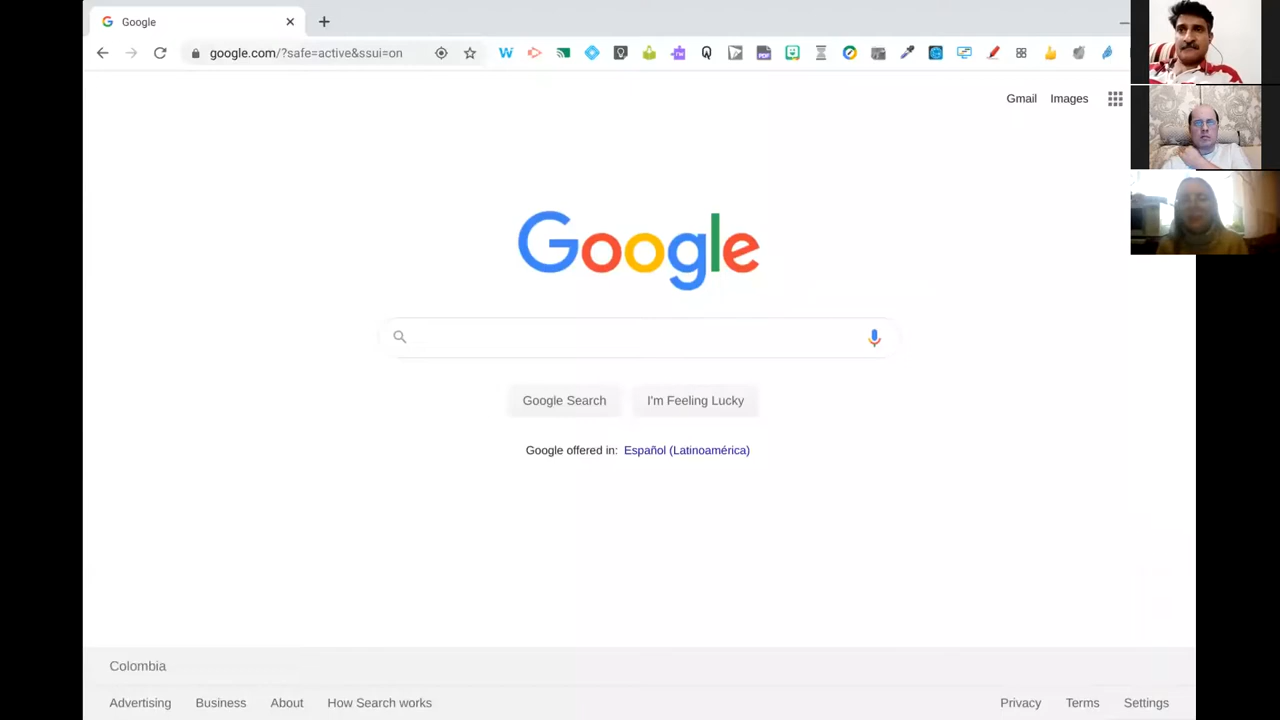 Google
google.com/?safe=active&ssui=on
Gmail Images
Google
Google Search I'm Feeling Lucky
Google offered in: Español (Latinoamérica)
Colombia
Advertising Business About How Search works Privacy Terms Settings